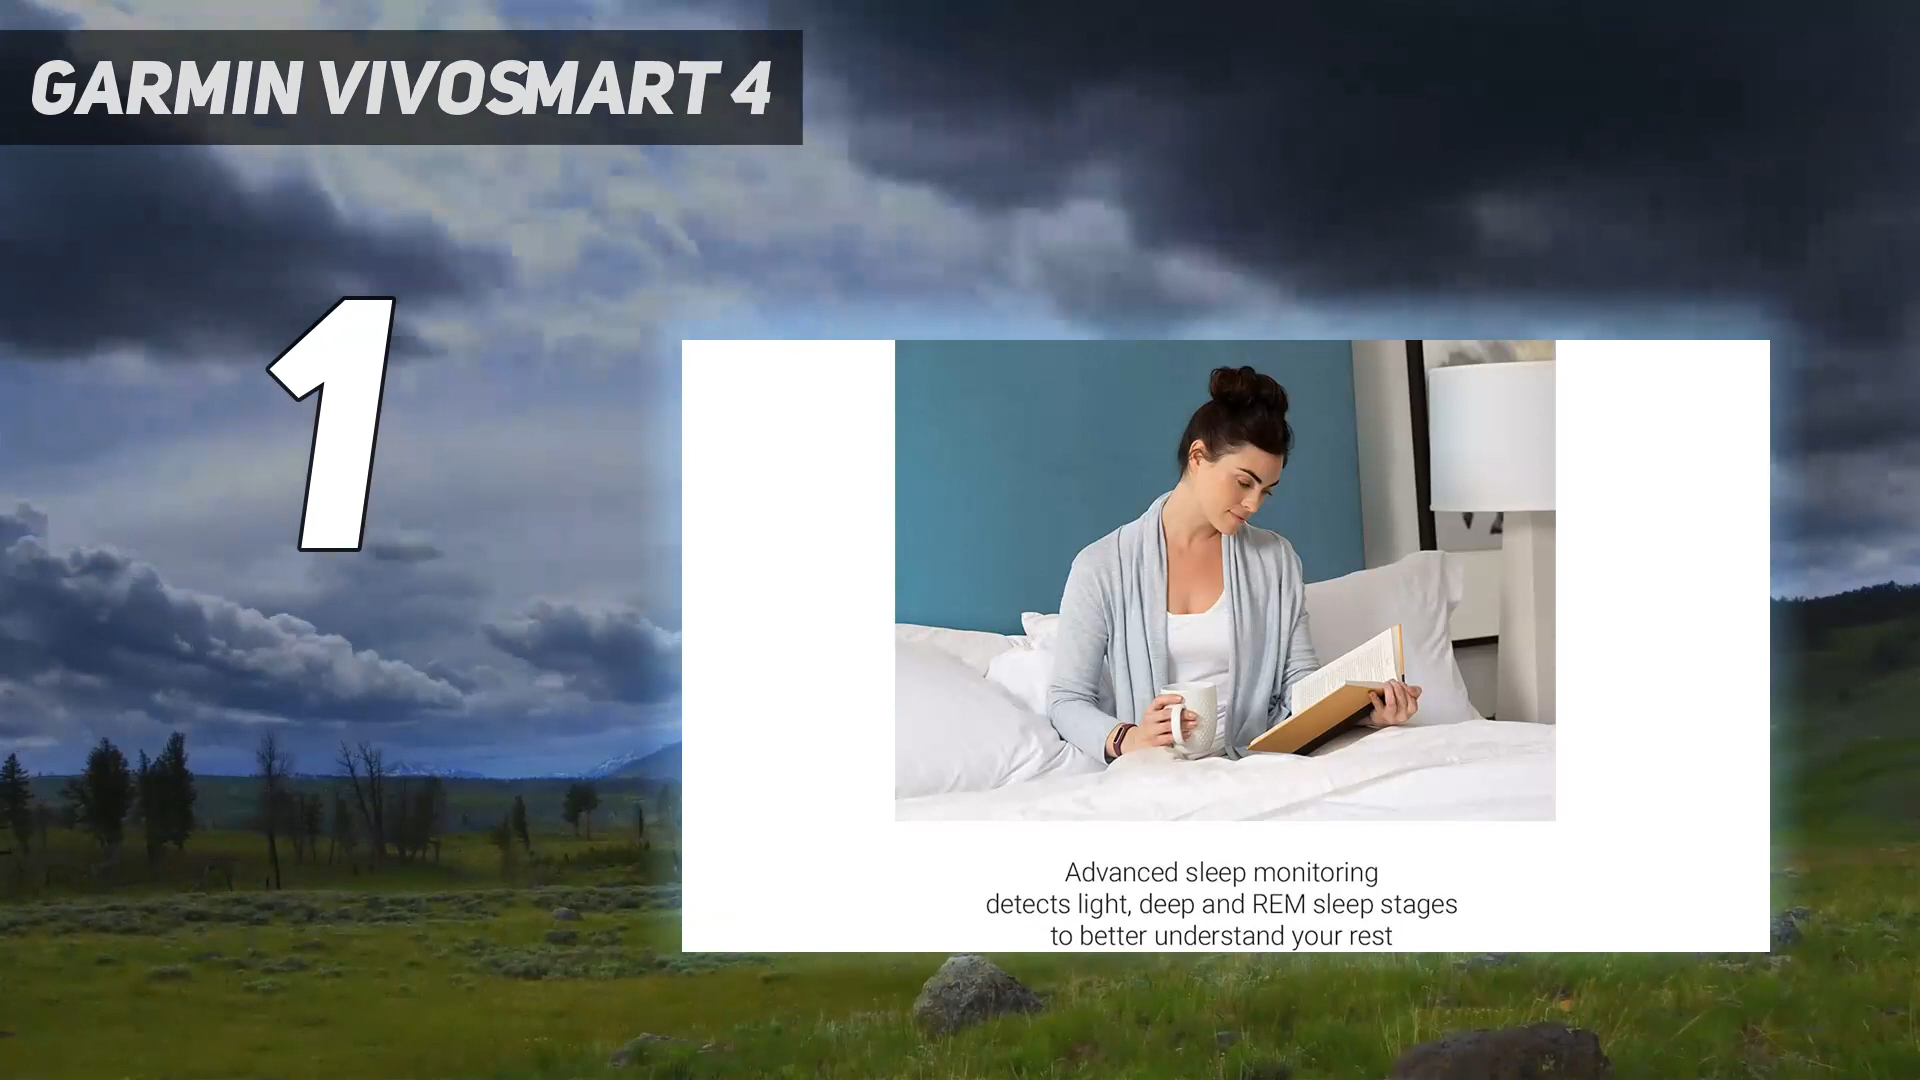 GARMIN VIVOSMART 4
1
Advanced sleep monitoring
detects light, deep and REM sleep stages
to better understand your rest